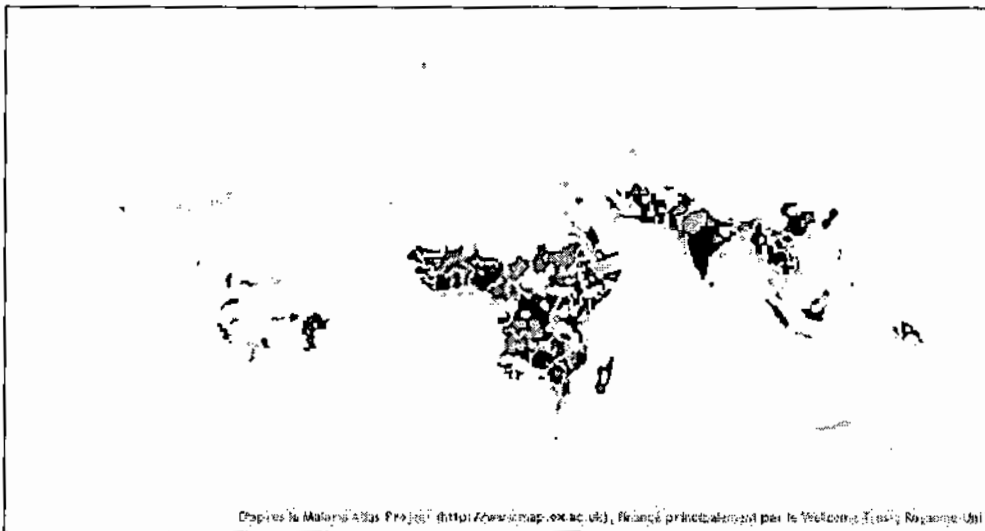 D'après le Malaria Atlas Project (http://www.map.ox.ac.uk), financé principalement par le Wellcome Trust, Royaume-Uni